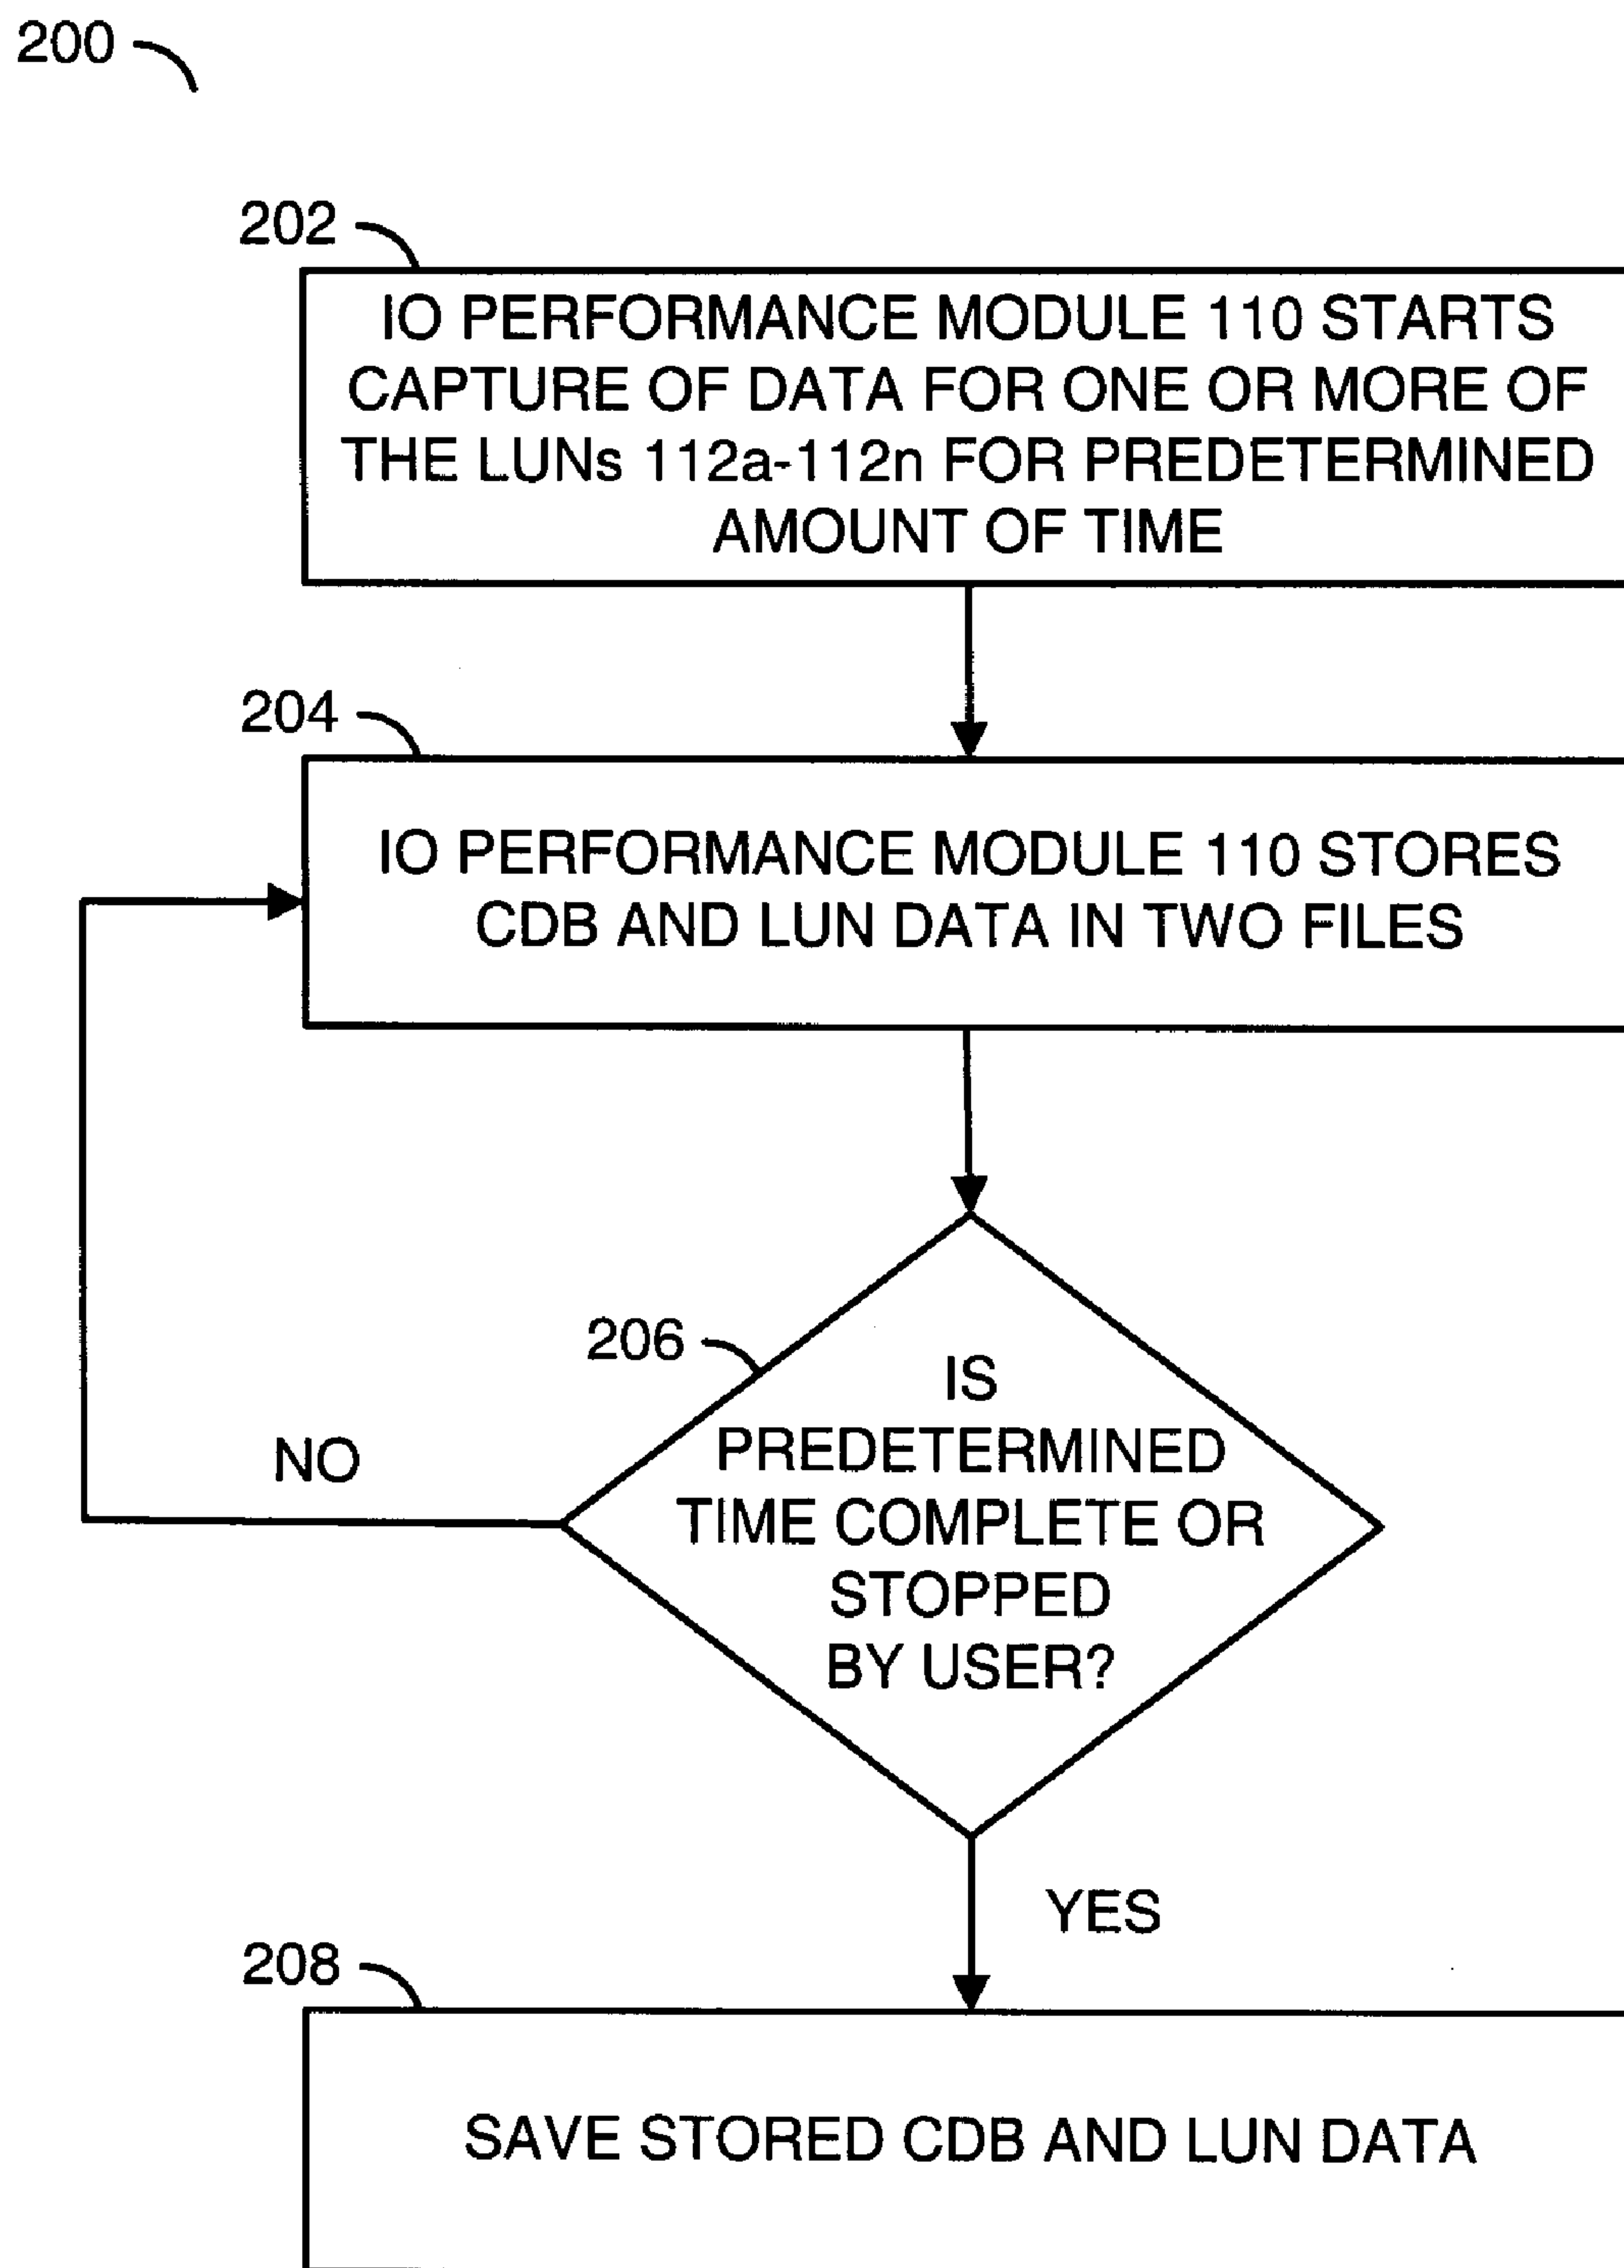 200
202
IO PERFORMANCE MODULE 110 STARTS
CAPTURE OF DATA FOR ONE OR MORE OF
THE LUNs 112a-112n FOR PREDETERMINED
AMOUNT OF TIME
204
IO PERFORMANCE MODULE 110 STORES
CDB AND LUN DATA IN TWO FILES
206
IS
PREDETERMINED
TIME COMPLETE OR
STOPPED
BY USER?
NO
YES
208
SAVE STORED CDB AND LUN DATA